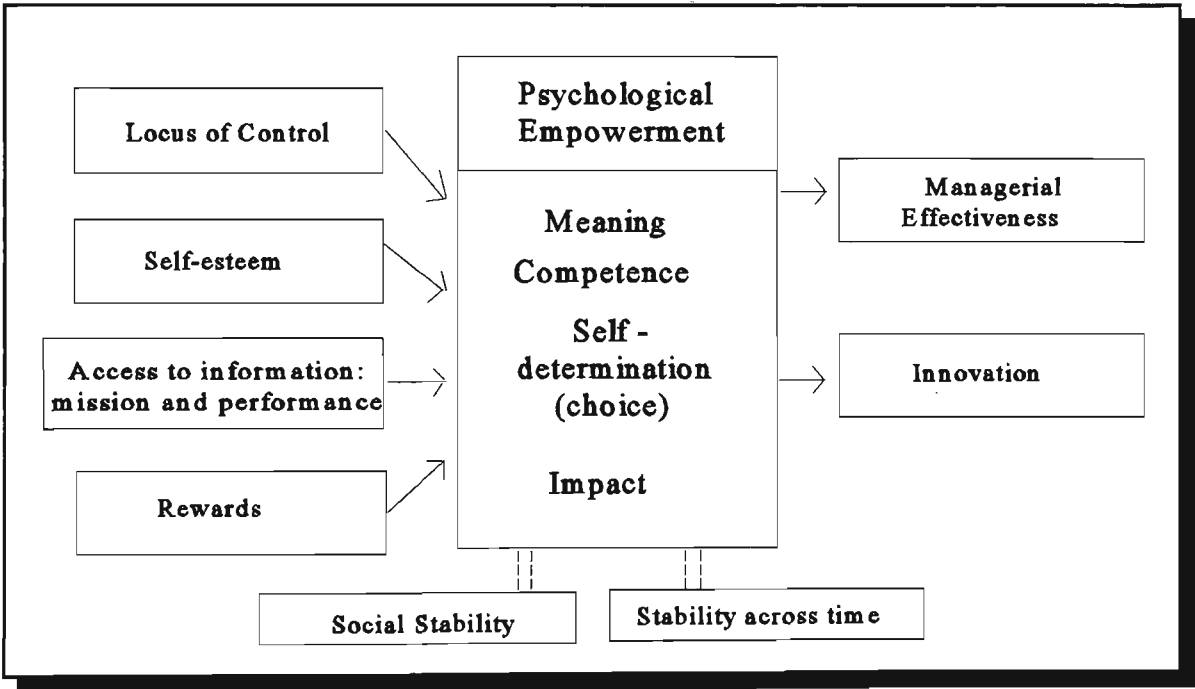 Locus of Control
Self-esteem
Access to information:
mission and performance
Rewards
Psychological
Empowerment
Meaning
Competence
Self -
determination
(choice)
Impact
Managerial
Effectiveness
Innovation
Social Stability
Stability across time